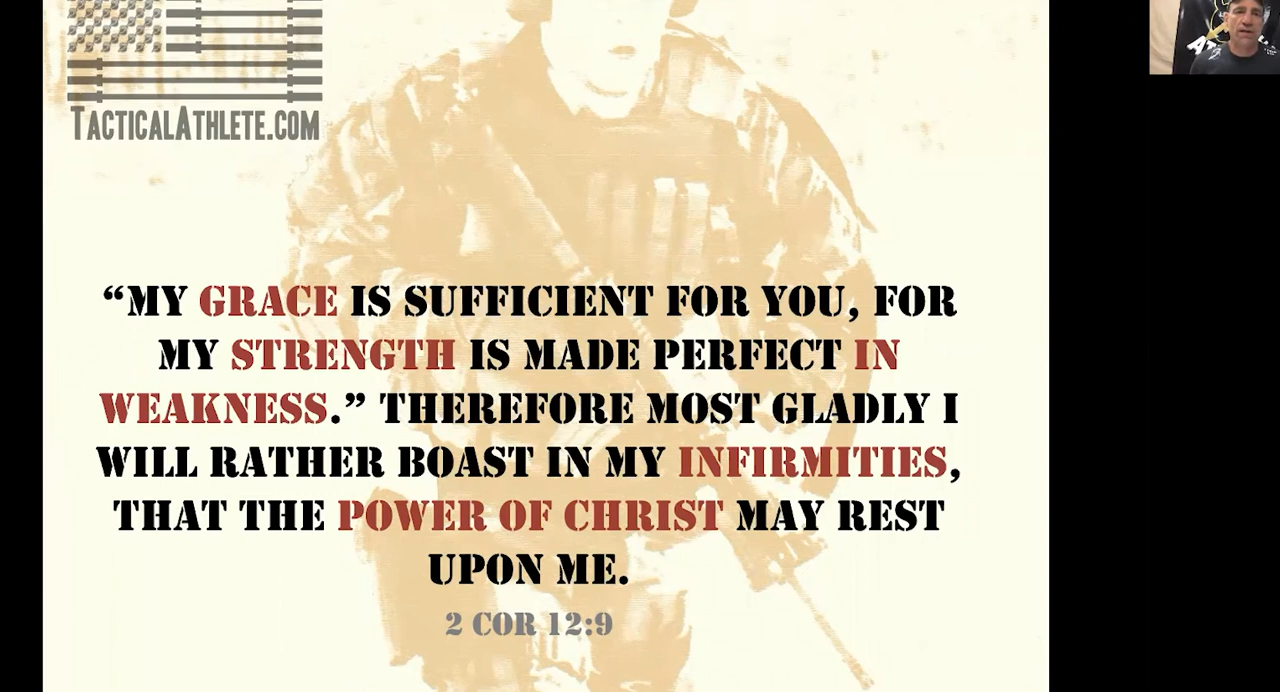 TACTICALATHLETE.COM
“MY GRACE IS SUFFICIENT FOR YOU, FOR
MY STRENGTH IS MADE PERFECT IN
WEAKNESS.” THEREFORE MOST GLADLY I
WILL RATHER BOAST IN MY INFIRMITIES,
THAT THE POWER OF CHRIST MAY REST
UPON ME.
2 COR 12:9